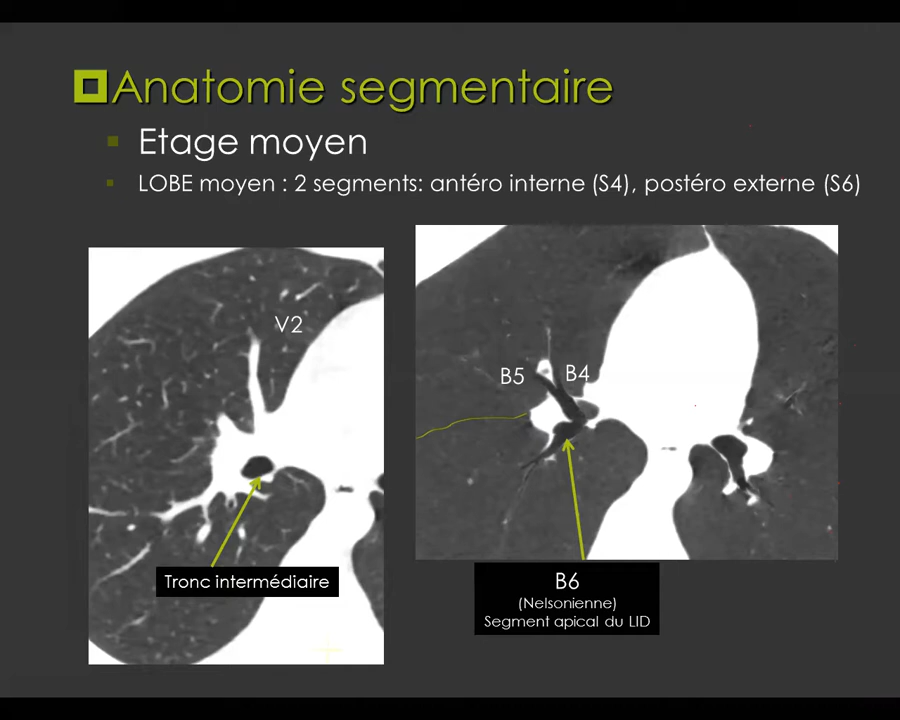 Anatomie segmentaire
Etage moyen
LOBE moyen : 2 segments: antéro interne (S4), postéro externe (S6)
V2
B5
B4
Tronc intermédiaire
B6
(Nelsonienne)
Segment apical du LID